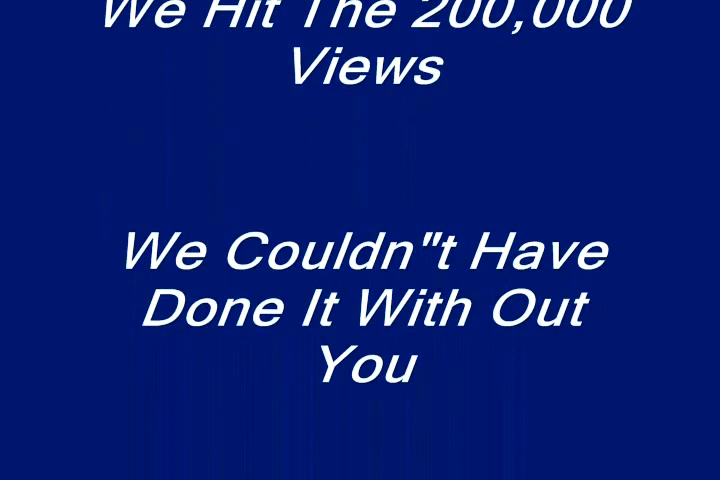 We Hit The 200,000
Views
We Couldn"t Have
Done It With Out
You